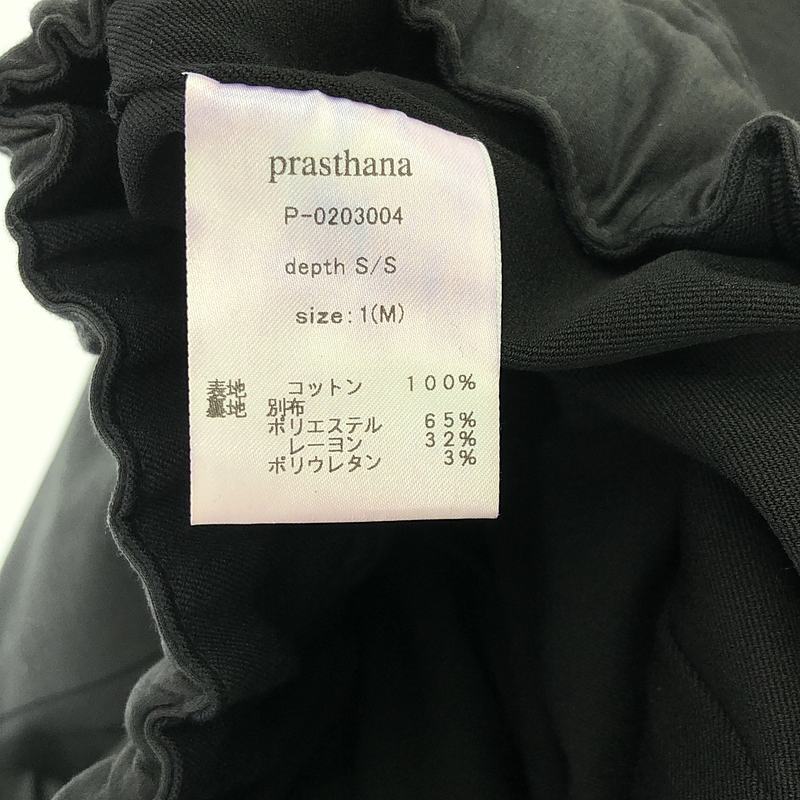 prasthana
P-0203004
depth S/S
size:1(M)
表地 コットン 100%
裏地 別布
ポリエステル 65%
レーヨン 32%
ポリウレタン 3%